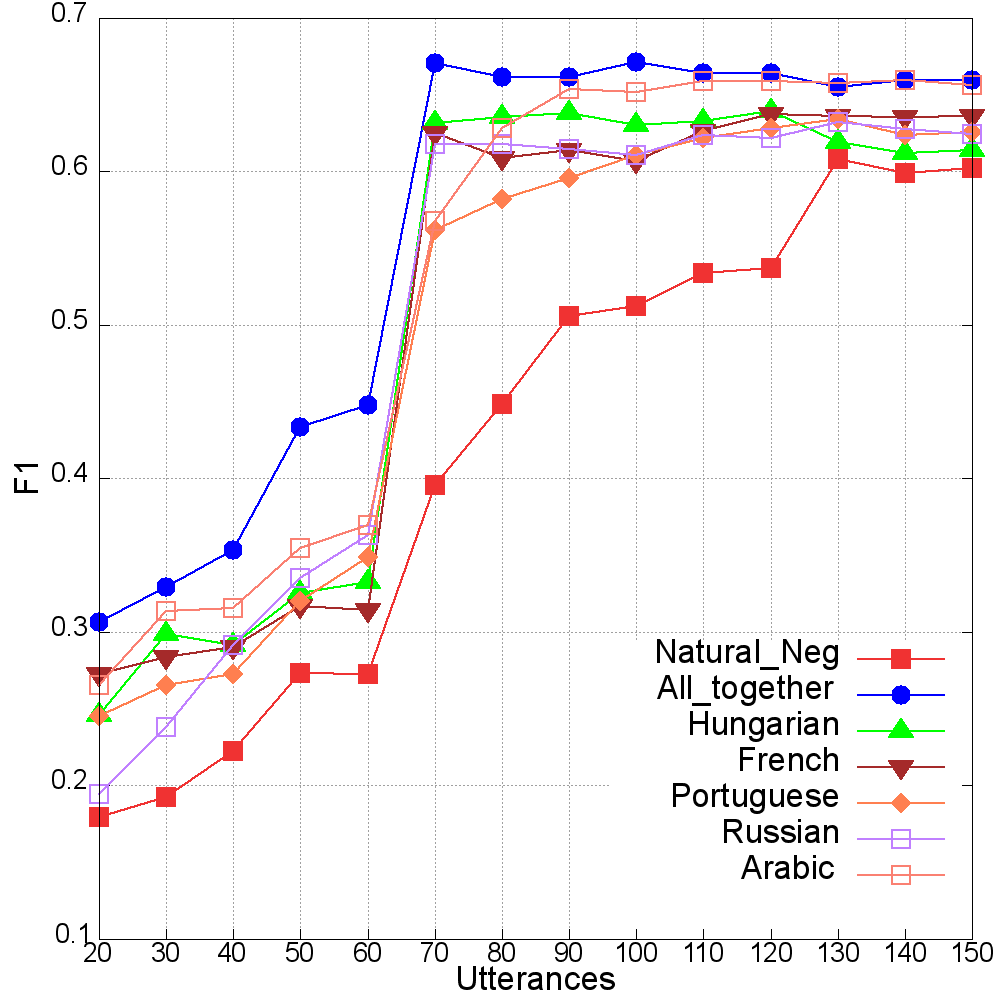 0.7
0.6
0.5
0.4
0.3
0.2
0.1
F1
Natural_Neg
All_together
Hungarian
French
Portuguese
Russian
Arabic
20 30 40 50 60 70 80 90 100 110 120 130 140 150
Utterances